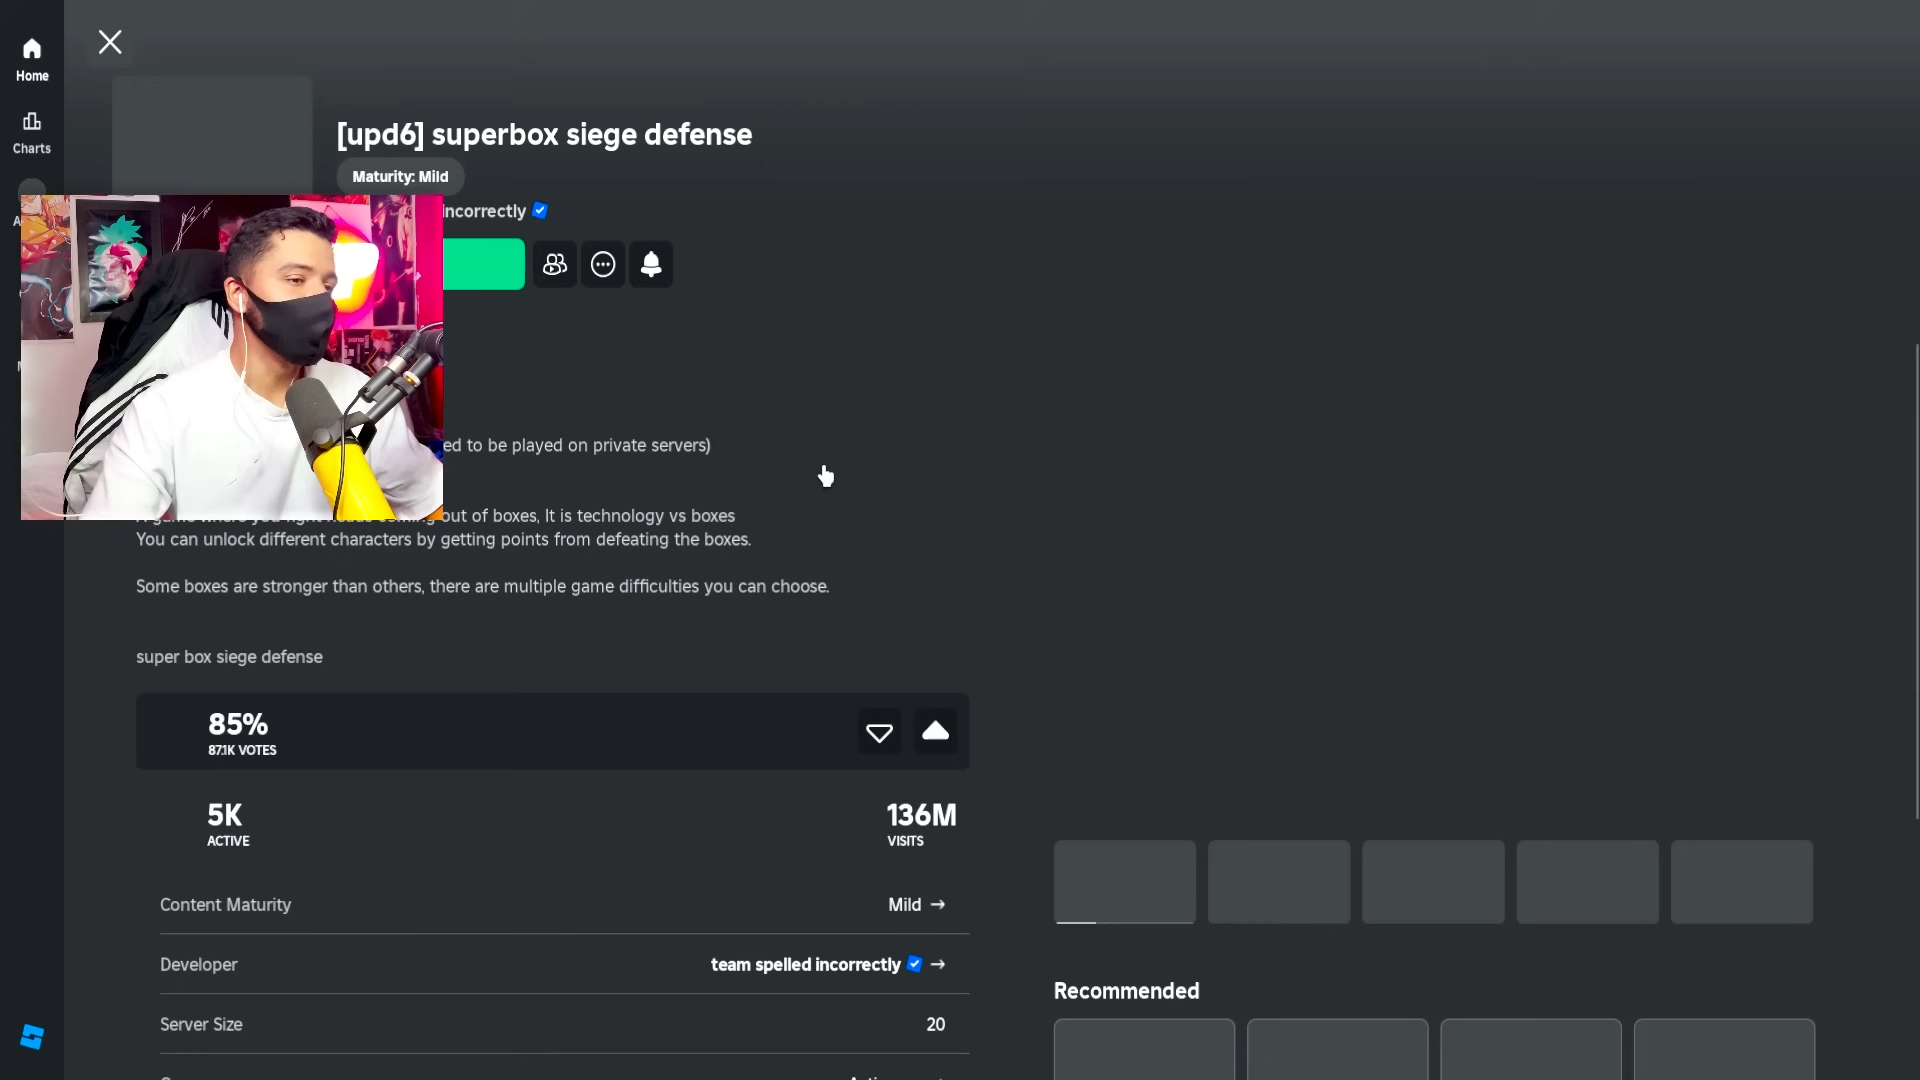 Home
Charts
[upd6] superbox siege defense
Maturity: Mild
incorrectly
ed to be played on private servers)
out of boxes, It is technology vs boxes
You can unlock different characters by getting points from defeating the boxes.
Some boxes are stronger than others, there are multiple game difficulties you can choose.
super box siege defense
85%
87.1K VOTES
5K
ACTIVE
136M
VISITS
Content Maturity
Mild
Developer
team spelled incorrectly
Server Size
20
Recommended